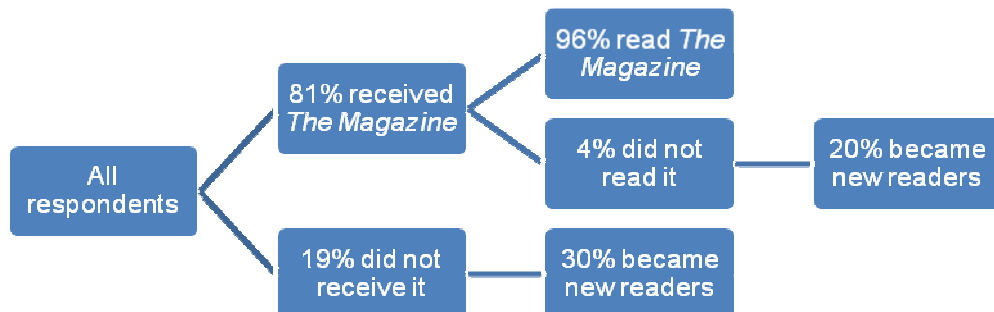 96% read The
Magazine
81% received
The Magazine
4% did not
read it
20% became
new readers
All
respondents
19% did not
receive it
30% became
new readers